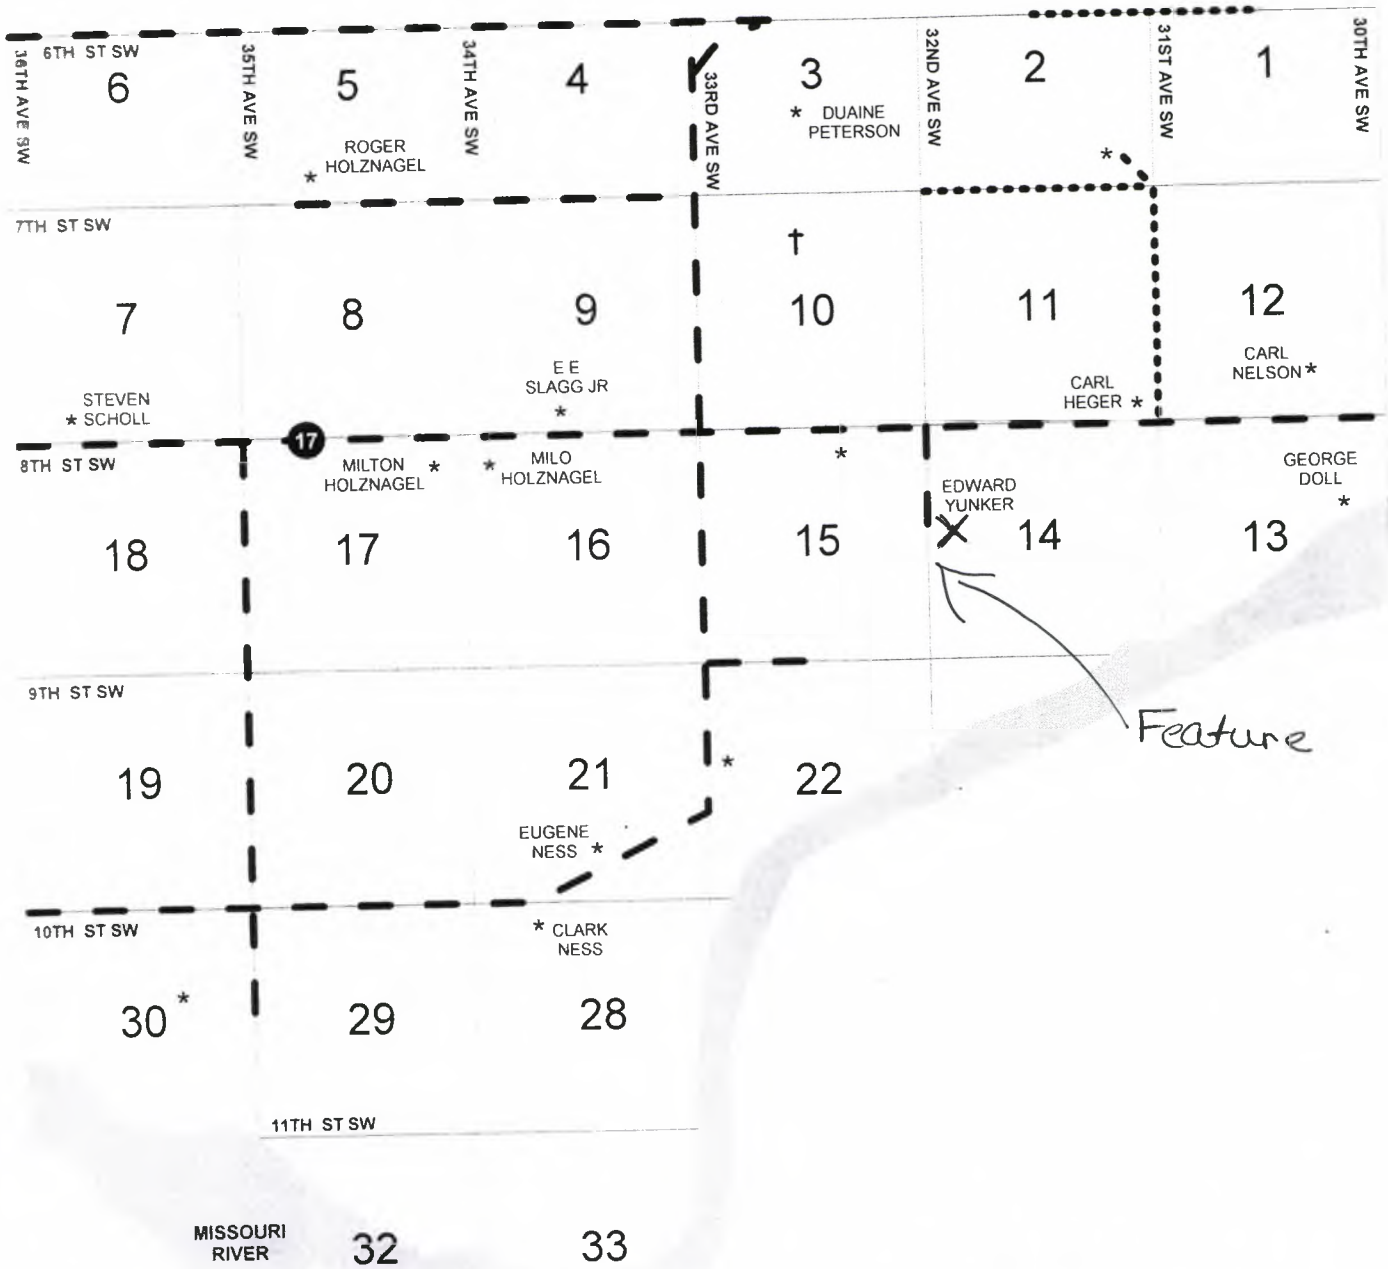 6TH ST SW
36TH AVE SW
35TH AVE SW
34TH AVE SW
33RD AVE SW
32ND AVE SW
31ST AVE SW
30TH AVE SW
6
5
4
3
2
1
* DUAINE
PETERSON
ROGER
HOLZNAGEL
*
*
7TH ST SW
†
7
8
9
10
11
12
STEVEN
* SCHOLL
E E
SLAGG JR
*
CARL
HEGER *
CARL
NELSON *
17
8TH ST SW
MILTON *
HOLZNAGEL
* MILO
HOLZNAGEL
*
EDWARD
YUNKER
X
GEORGE
DOLL
*
18
17
16
15
14
13
9TH ST SW
Feature
19
20
21
*
22
EUGENE
NESS *
10TH ST SW
* CLARK
NESS
30 *
29
28
11TH ST SW
MISSOURI
RIVER
32
33